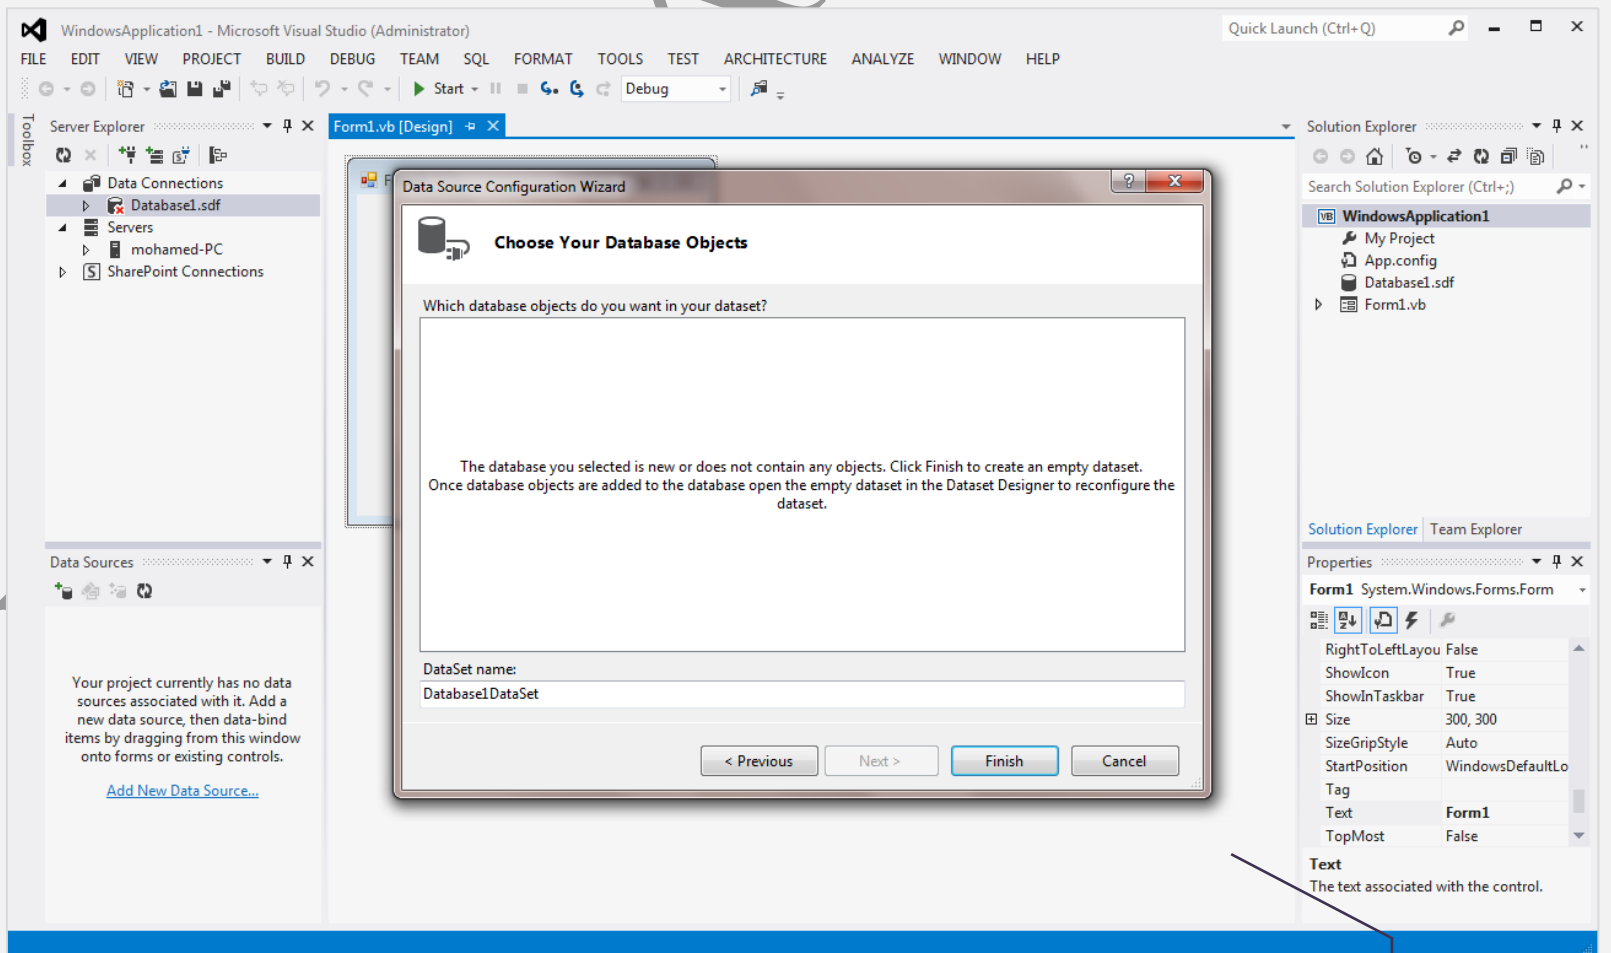 WindowsApplication1 - Microsoft Visual Studio (Administrator)
Quick Launch (Ctrl+Q)
FILE EDIT VIEW PROJECT BUILD DEBUG TEAM SQL FORMAT TOOLS TEST ARCHITECTURE ANALYZE WINDOW HELP
Start
Debug
Toolbox
Server Explorer
Data Connections
Database1.sdf
Servers
mohamed-PC
SharePoint Connections
Form1.vb [Design]
Data Source Configuration Wizard
Choose Your Database Objects
Which database objects do you want in your dataset?
The database you selected is new or does not contain any objects. Click Finish to create an empty dataset.
Once database objects are added to the database open the empty dataset in the Dataset Designer to reconfigure the
dataset.
DataSet name:
Database1DataSet
< Previous
Next >
Finish
Cancel
Data Sources
Your project currently has no data
sources associated with it. Add a
new data source, then data-bind
items by dragging from this window
onto forms or existing controls.
Add New Data Source...
Solution Explorer
Search Solution Explorer (Ctrl+;)
VB WindowsApplication1
My Project
App.config
Database1.sdf
Form1.vb
Solution Explorer Team Explorer
Properties
Form1 System.Windows.Forms.Form
RightToLeftLayou False
ShowIcon True
ShowInTaskbar True
Size 300, 300
SizeGripStyle Auto
StartPosition WindowsDefaultLo
Tag
Text Form1
TopMost False
Text
The text associated with the control.